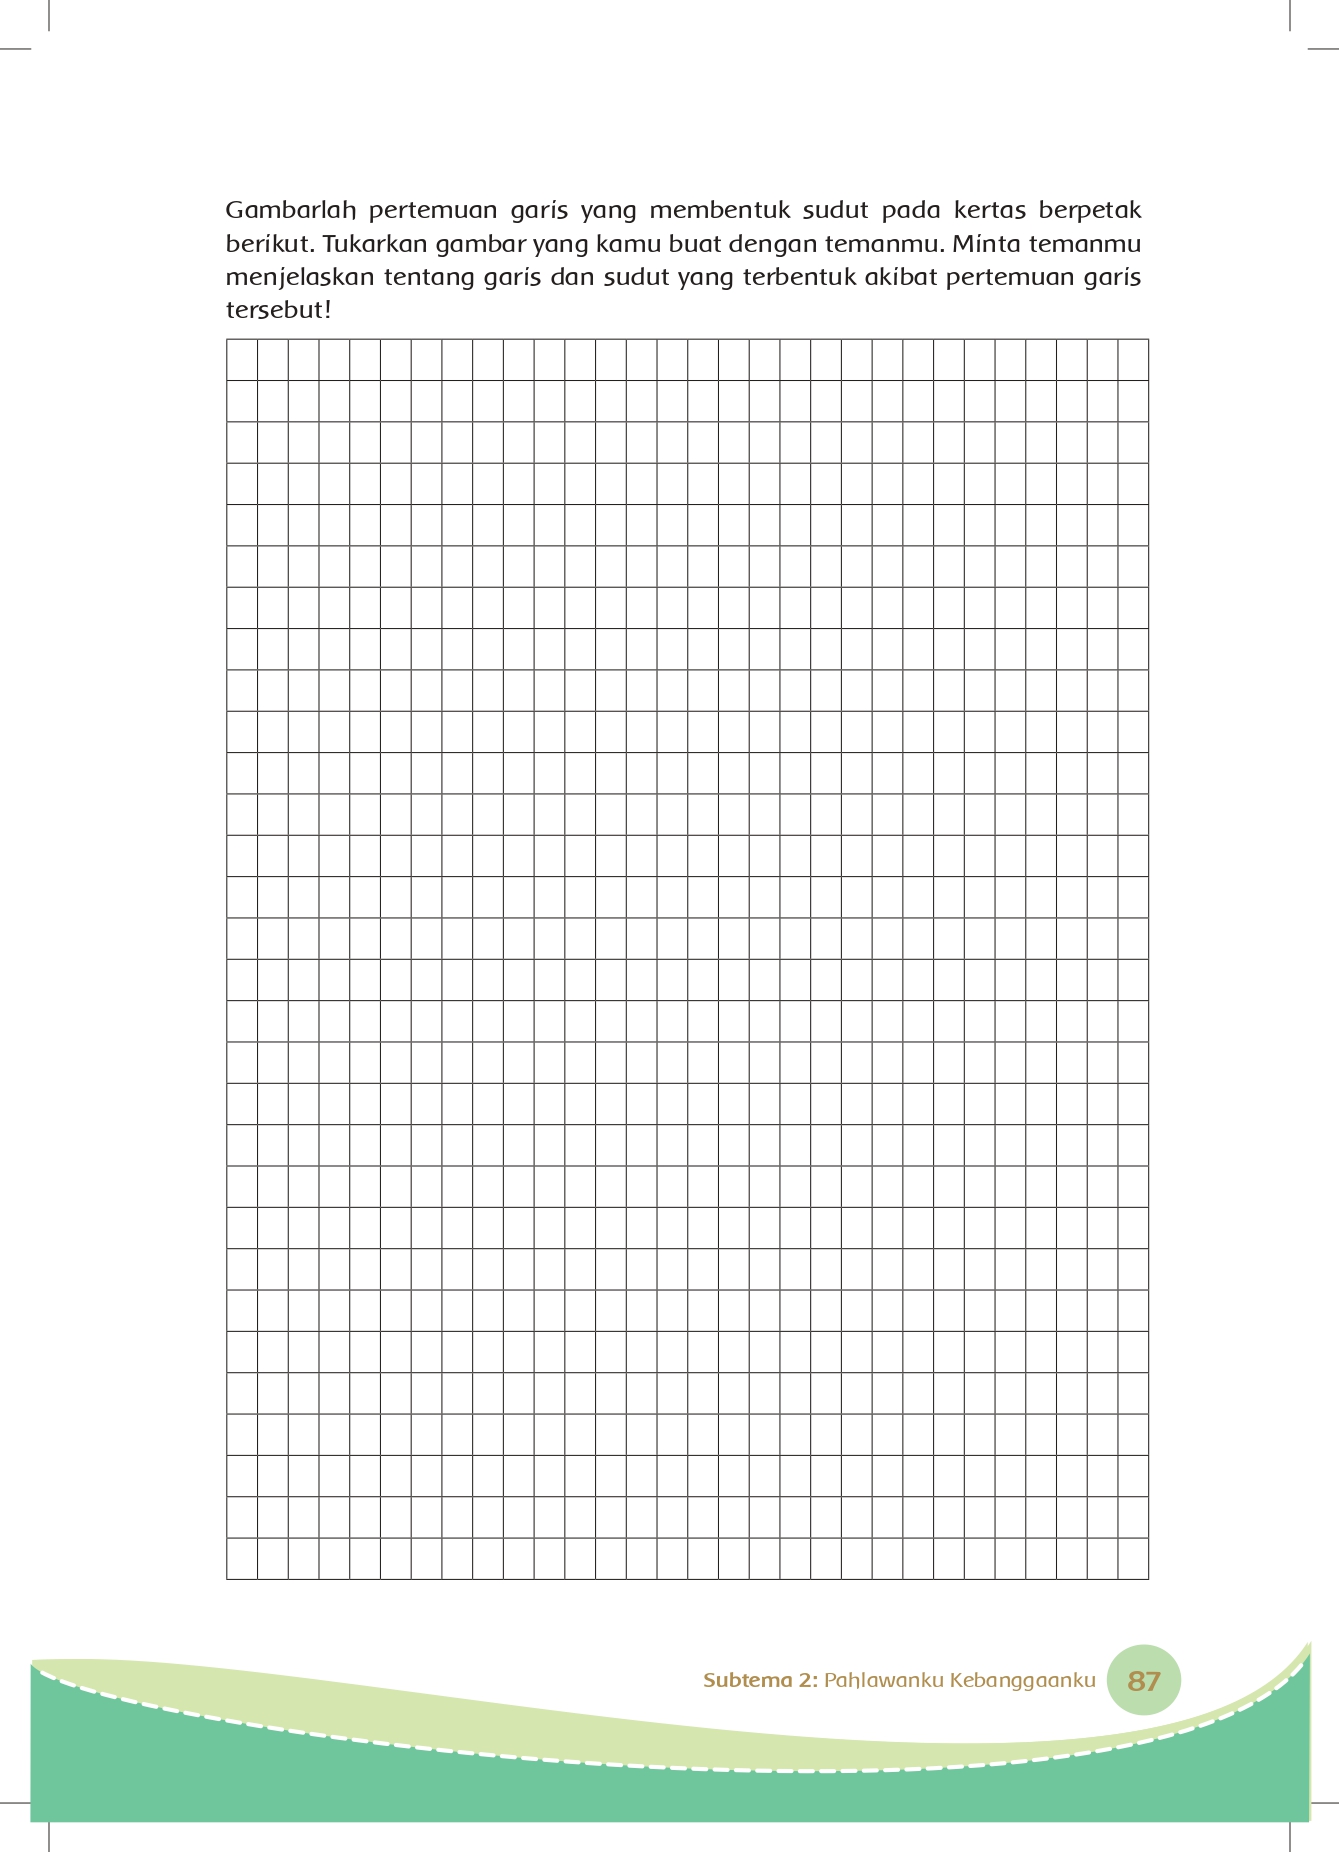 Gambarlah pertemuan garis yang membentuk sudut pada kertas berpetak
berikut. Tukarkan gambar yang kamu buat dengan temanmu. Minta temanmu
menjelaskan tentang garis dan sudut yang terbentuk akibat pertemuan garis
tersebut!
Subtema 2: Pahlawanku Kebanggaanku 87